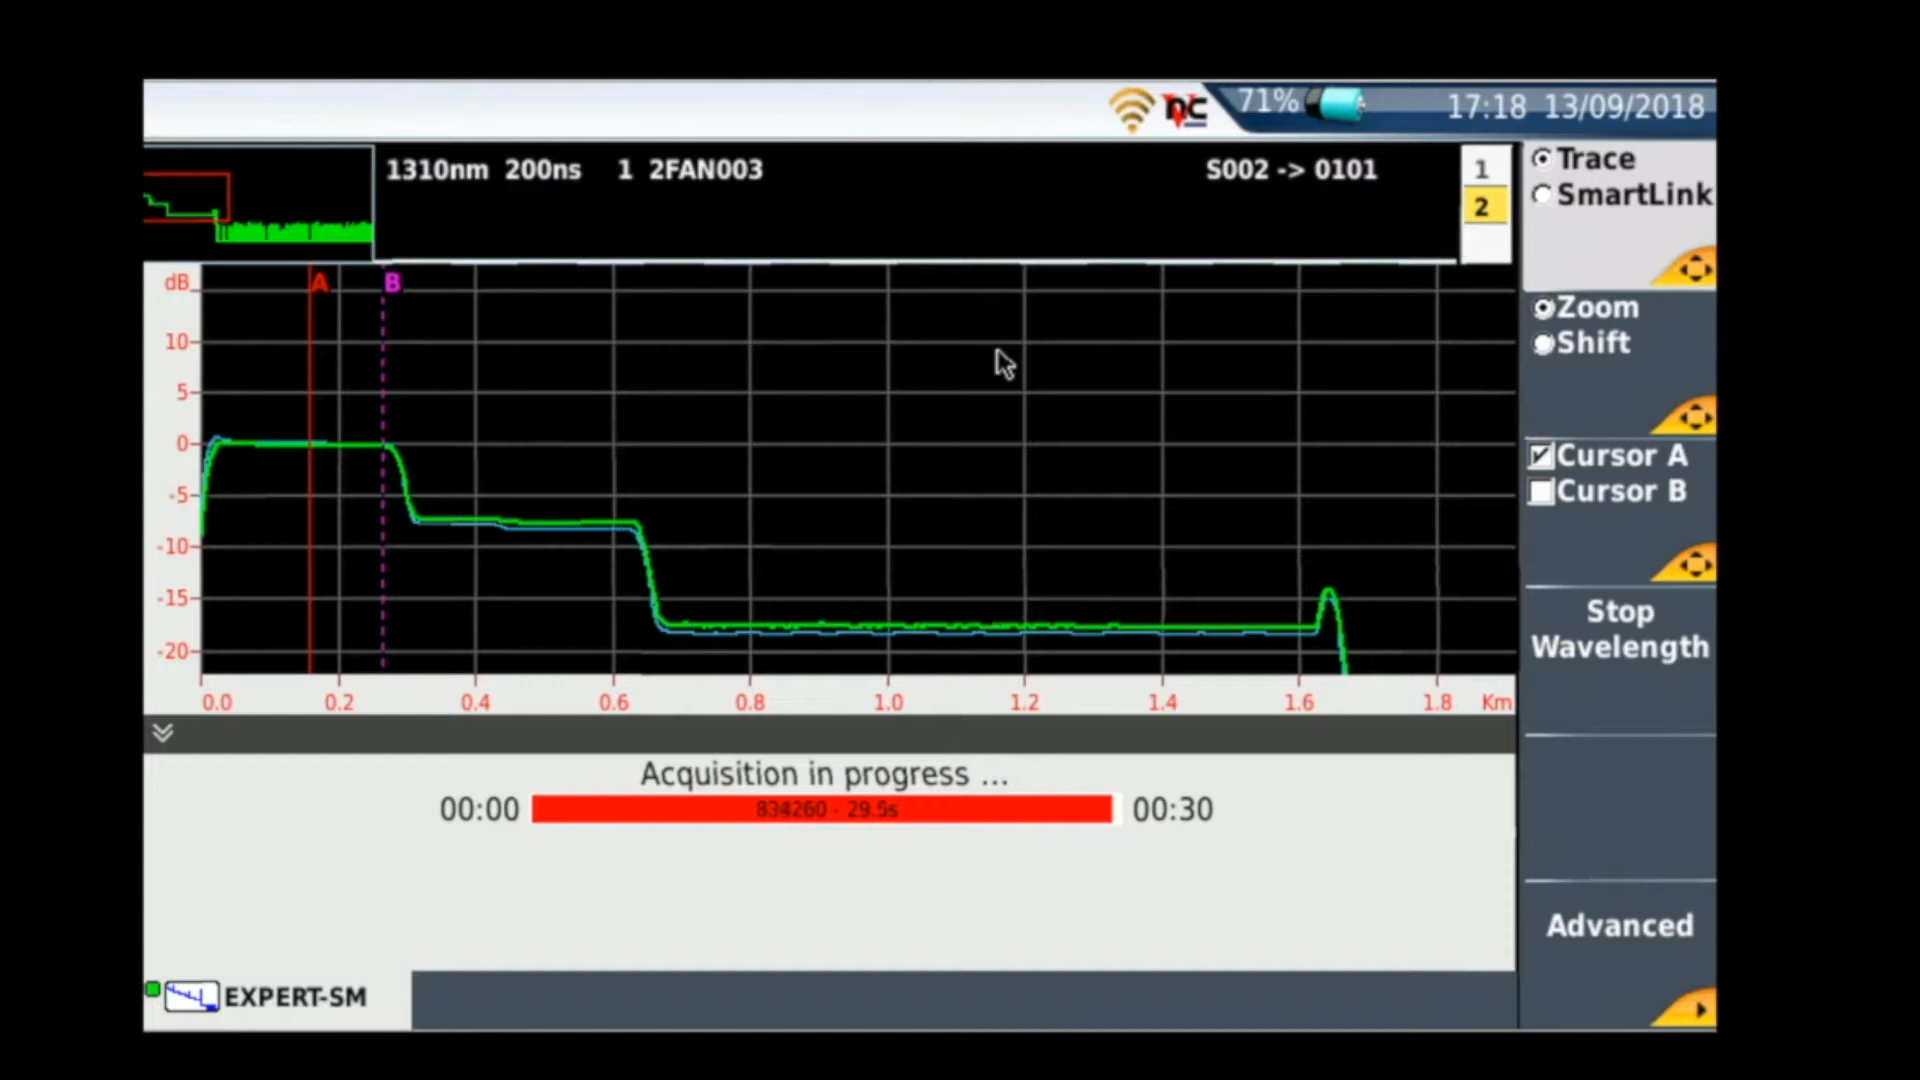 71% 17:18 13/09/2018
1310nm 200ns 1 2FAN003 S002 -> 0101
1
2
Trace
SmartLink
Zoom
Shift
Cursor A
Cursor B
Stop
Wavelength
Advanced
A B
dB
10
5
0
-5
-10
-15
-20
0.0 0.2 0.4 0.6 0.8 1.0 1.2 1.4 1.6 1.8 Km
Acquisition in progress ...
00:00 834260 - 29.5s 00:30
EXPERT-SM